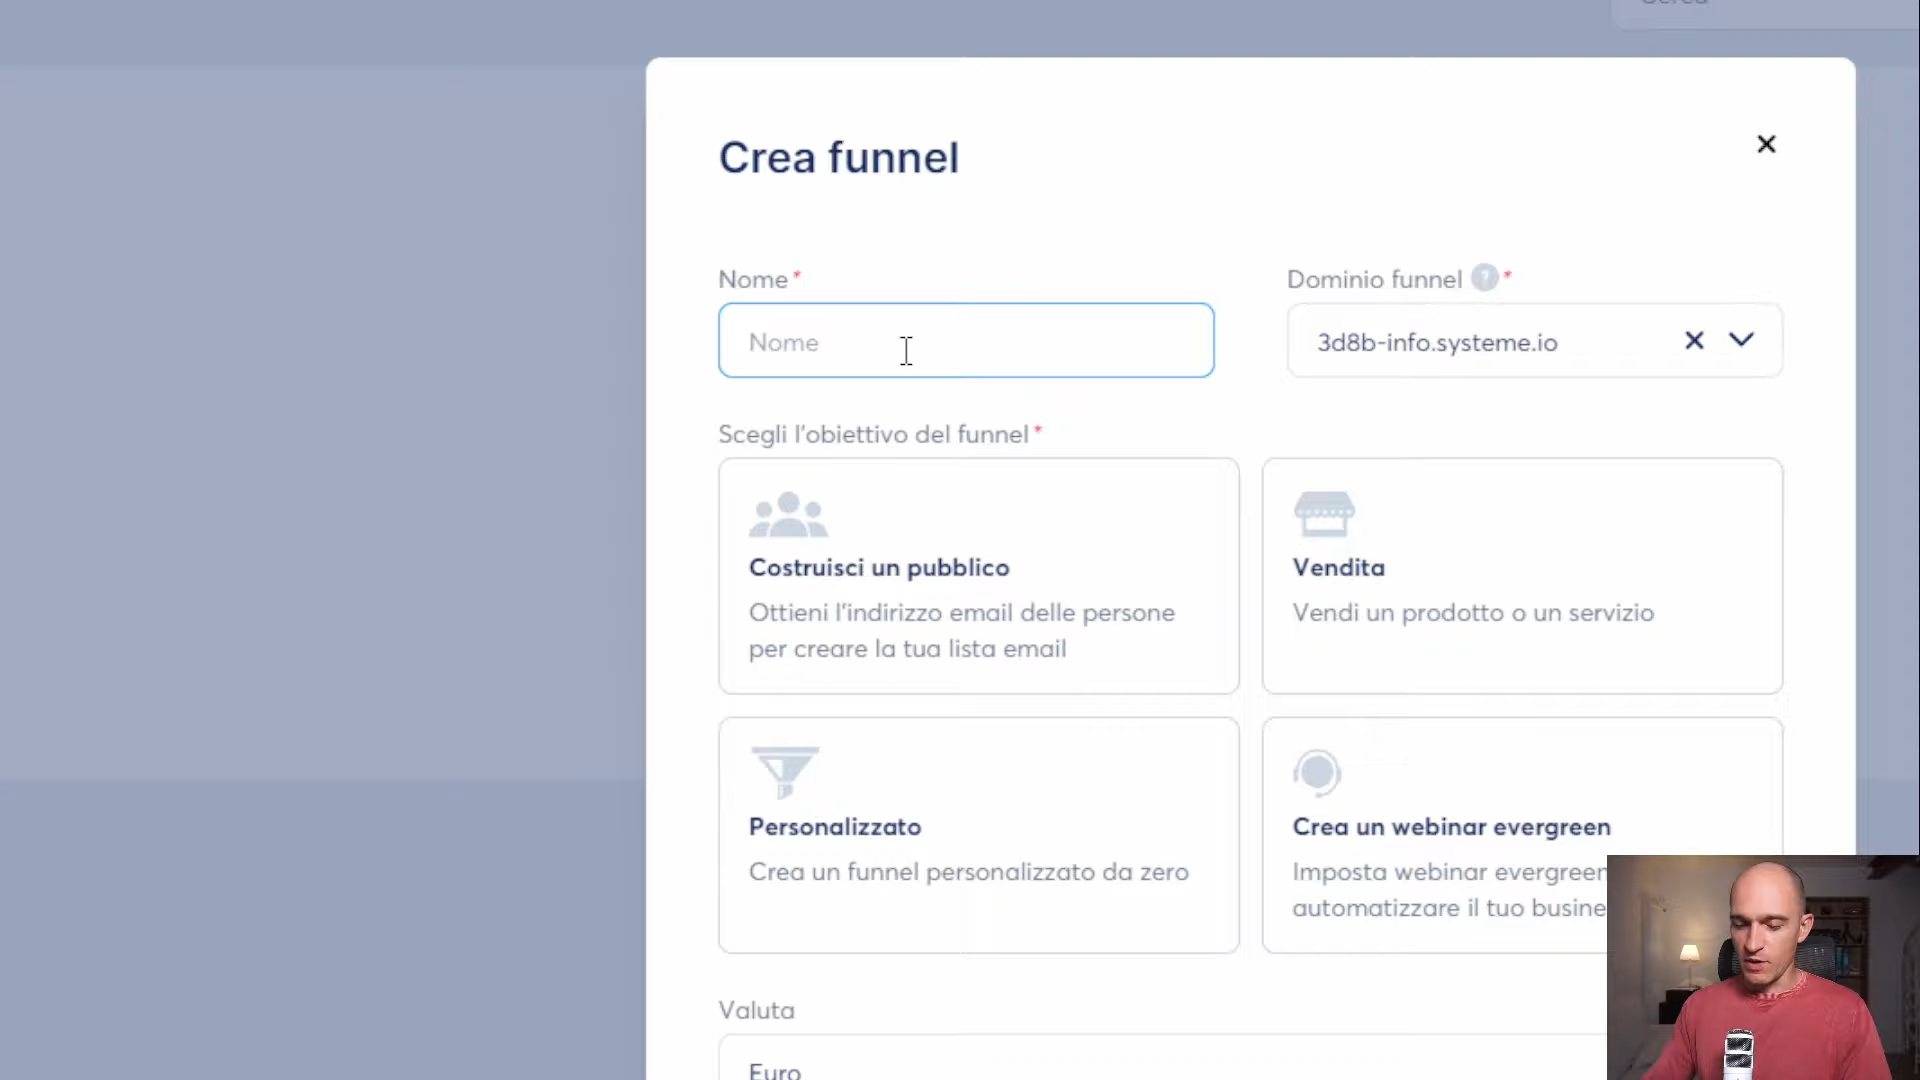 Crea funnel
Nome*
Dominio funnel ? *
Nome
3d8b-info.systeme.io
Scegli l'obiettivo del funnel*
Costruisci un pubblico
Ottieni l'indirizzo email delle persone
per creare la tua lista email
Vendita
Vendi un prodotto o un servizio
Personalizzato
Crea un funnel personalizzato da zero
Crea un webinar evergreen
Imposta webinar evergreen
automatizzare il tuo busine
Valuta
Euro